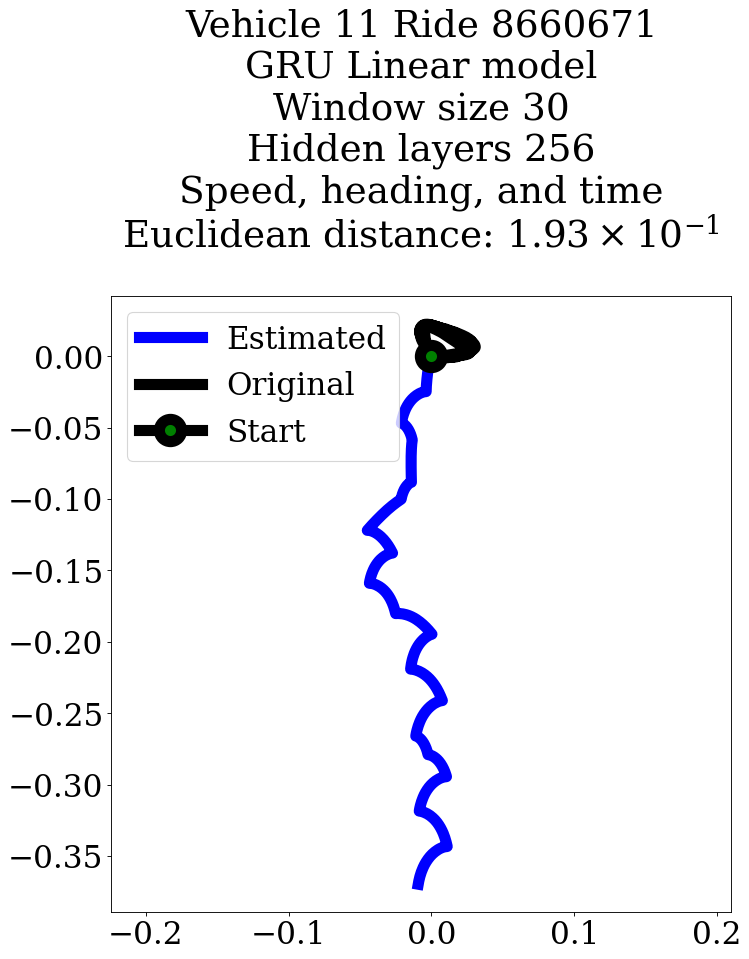 Vehicle 11 Ride 8660671
GRU Linear model
Window size 30
Hidden layers 256
Speed, heading, and time
Euclidean distance: 1.93 × 10⁻¹
Estimated
Original
Start
0.00
−0.05
−0.10
−0.15
−0.20
−0.25
−0.30
−0.35
−0.2
−0.1
0.0
0.1
0.2